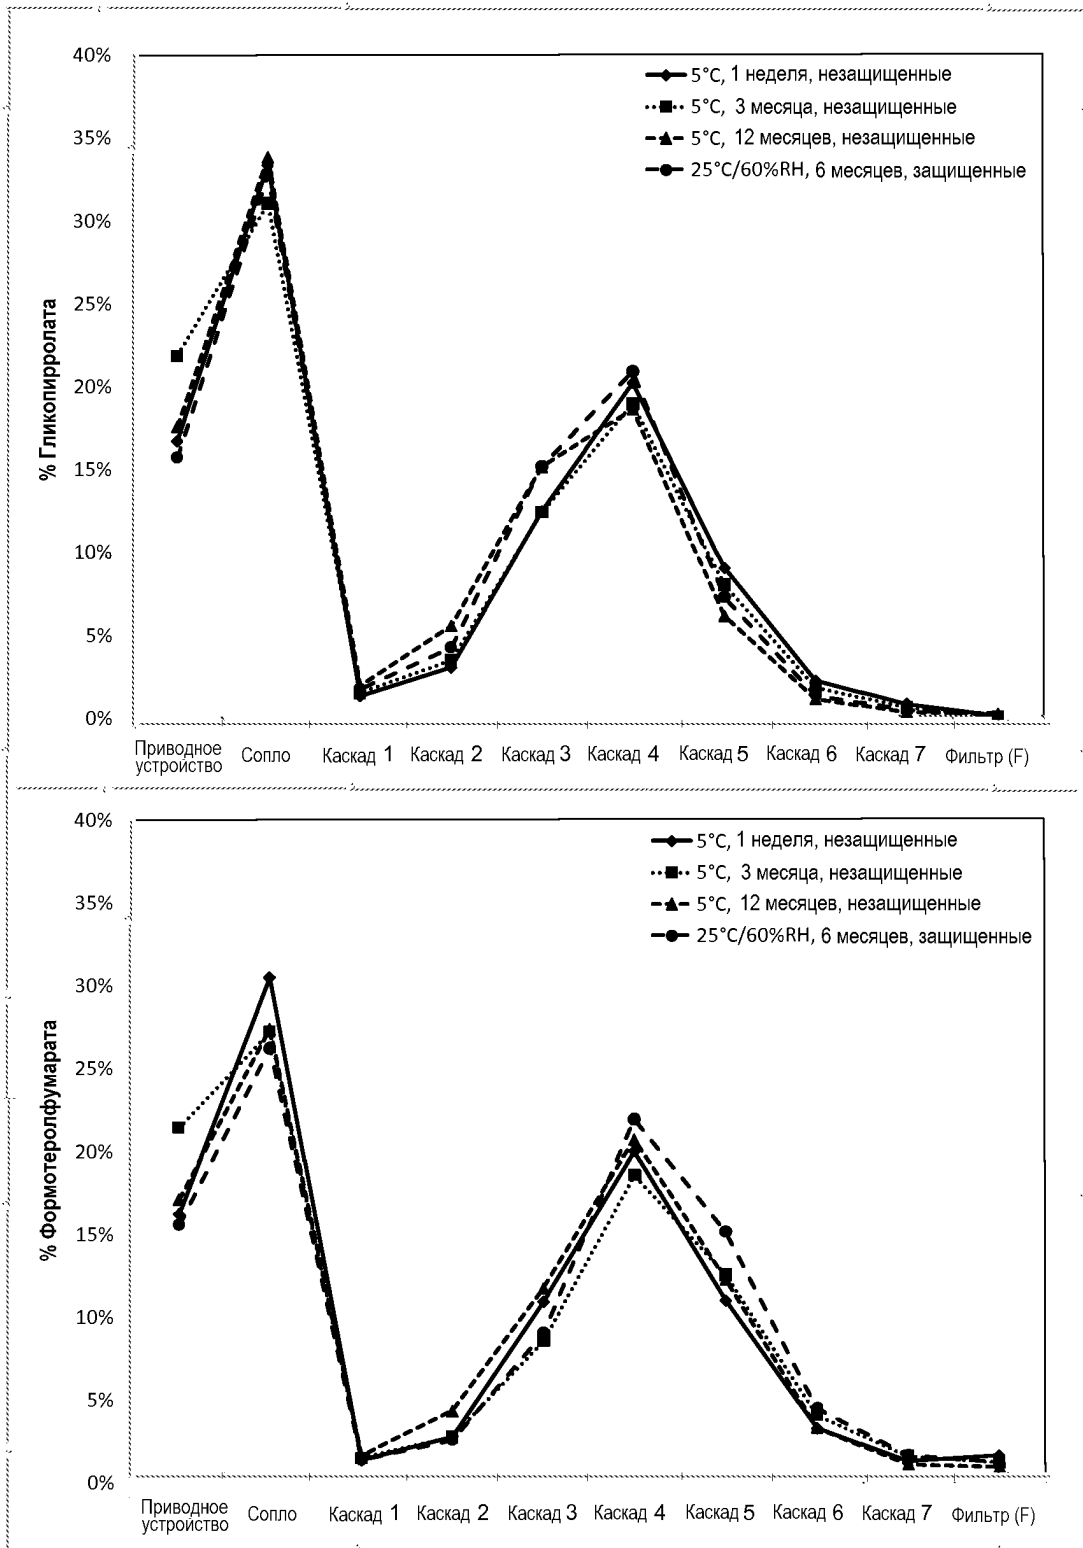 40%
35%
30%
25%
20%
15%
10%
5%
0%
% Гликопирролата
5°C, 1 неделя, незащищенные
5°C, 3 месяца, незащищенные
5°C, 12 месяцев, незащищенные
25°C/60%RH, 6 месяцев, защищенные
Приводное
устройство
Сопло
Каскад 1
Каскад 2
Каскад 3
Каскад 4
Каскад 5
Каскад 6
Каскад 7
Фильтр (F)
40%
35%
30%
25%
20%
15%
10%
5%
0%
% Формотеролфумарата
5°C, 1 неделя, незащищенные
5°C, 3 месяца, незащищенные
5°C, 12 месяцев, незащищенные
25°C/60%RH, 6 месяцев, защищенные
Приводное
устройство
Сопло
Каскад 1
Каскад 2
Каскад 3
Каскад 4
Каскад 5
Каскад 6
Каскад 7
Фильтр (F)